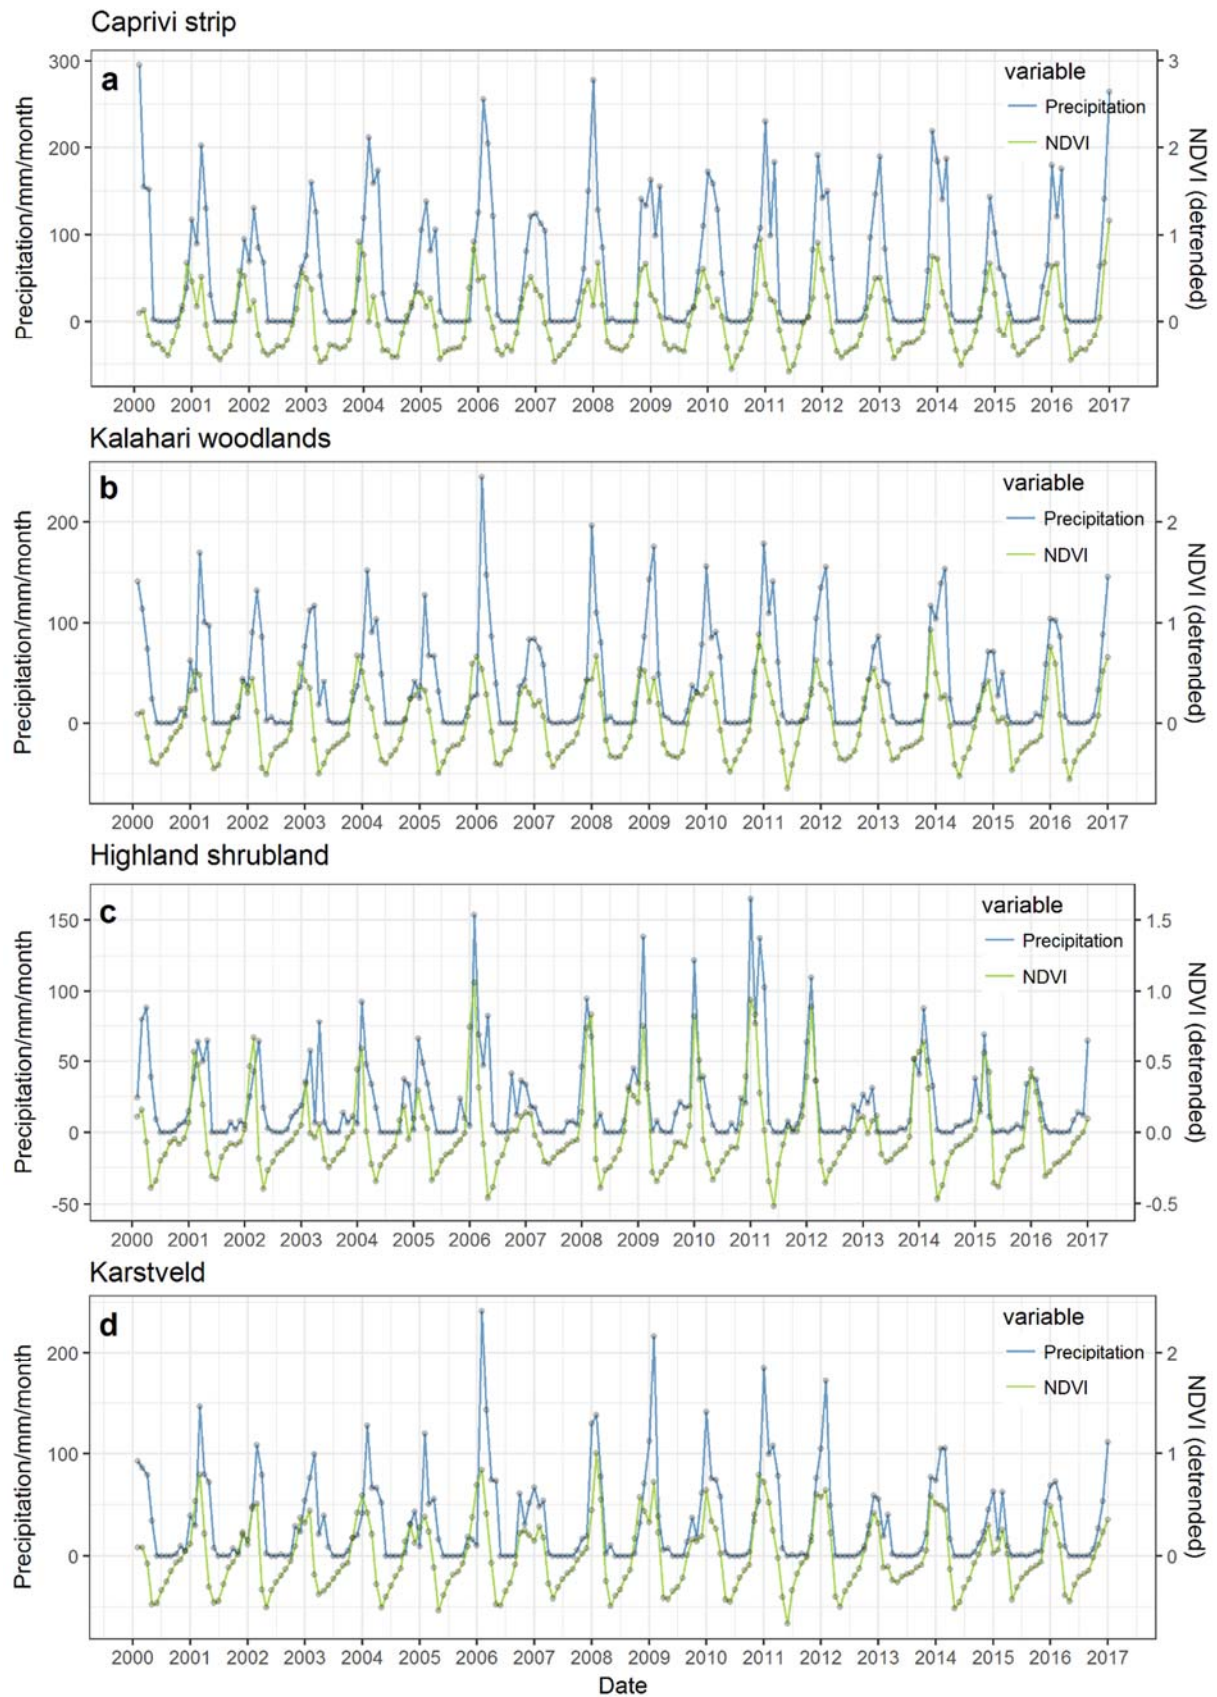 Caprivi strip
a
300
200
100
0
Precipitation/mm/month
3
2
1
0
NDVI (detrended)
variable
Precipitation
NDVI
2000 2001 2002 2003 2004 2005 2006 2007 2008 2009 2010 2011 2012 2013 2014 2015 2016 2017
Kalahari woodlands
b
200
100
0
Precipitation/mm/month
2
1
0
NDVI (detrended)
variable
Precipitation
NDVI
2000 2001 2002 2003 2004 2005 2006 2007 2008 2009 2010 2011 2012 2013 2014 2015 2016 2017
Highland shrubland
c
150
100
50
0
-50
Precipitation/mm/month
1.5
1.0
0.5
0.0
-0.5
NDVI (detrended)
variable
Precipitation
NDVI
2000 2001 2002 2003 2004 2005 2006 2007 2008 2009 2010 2011 2012 2013 2014 2015 2016 2017
Karstveld
d
200
100
0
Precipitation/mm/month
2
1
0
NDVI (detrended)
variable
Precipitation
NDVI
2000 2001 2002 2003 2004 2005 2006 2007 2008 2009 2010 2011 2012 2013 2014 2015 2016 2017
Date